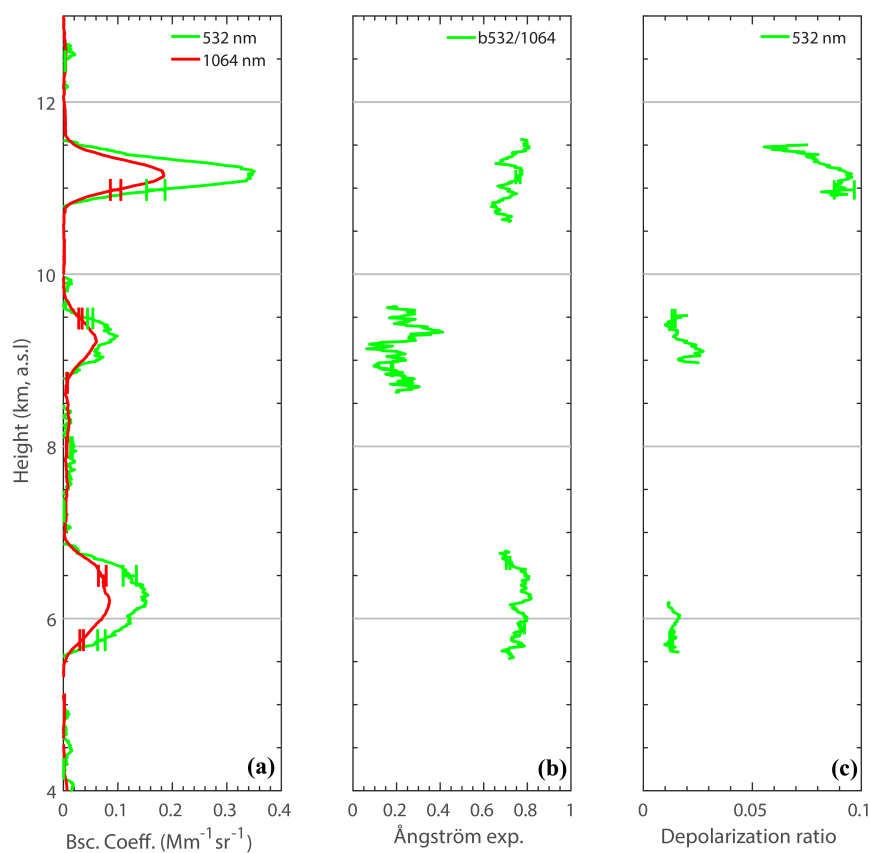 532 nm
1064 nm
b532/1064
532 nm
12
10
8
6
4
Height (km, a.s.l)
(a)
(b)
(c)
0 0.1 0.2 0.3 0.4
0 0.2 0.4 0.6 0.8 1
0 0.05 0.1
Bsc. Coeff. (Mm⁻¹sr⁻¹)
Ångström exp.
Depolarization ratio